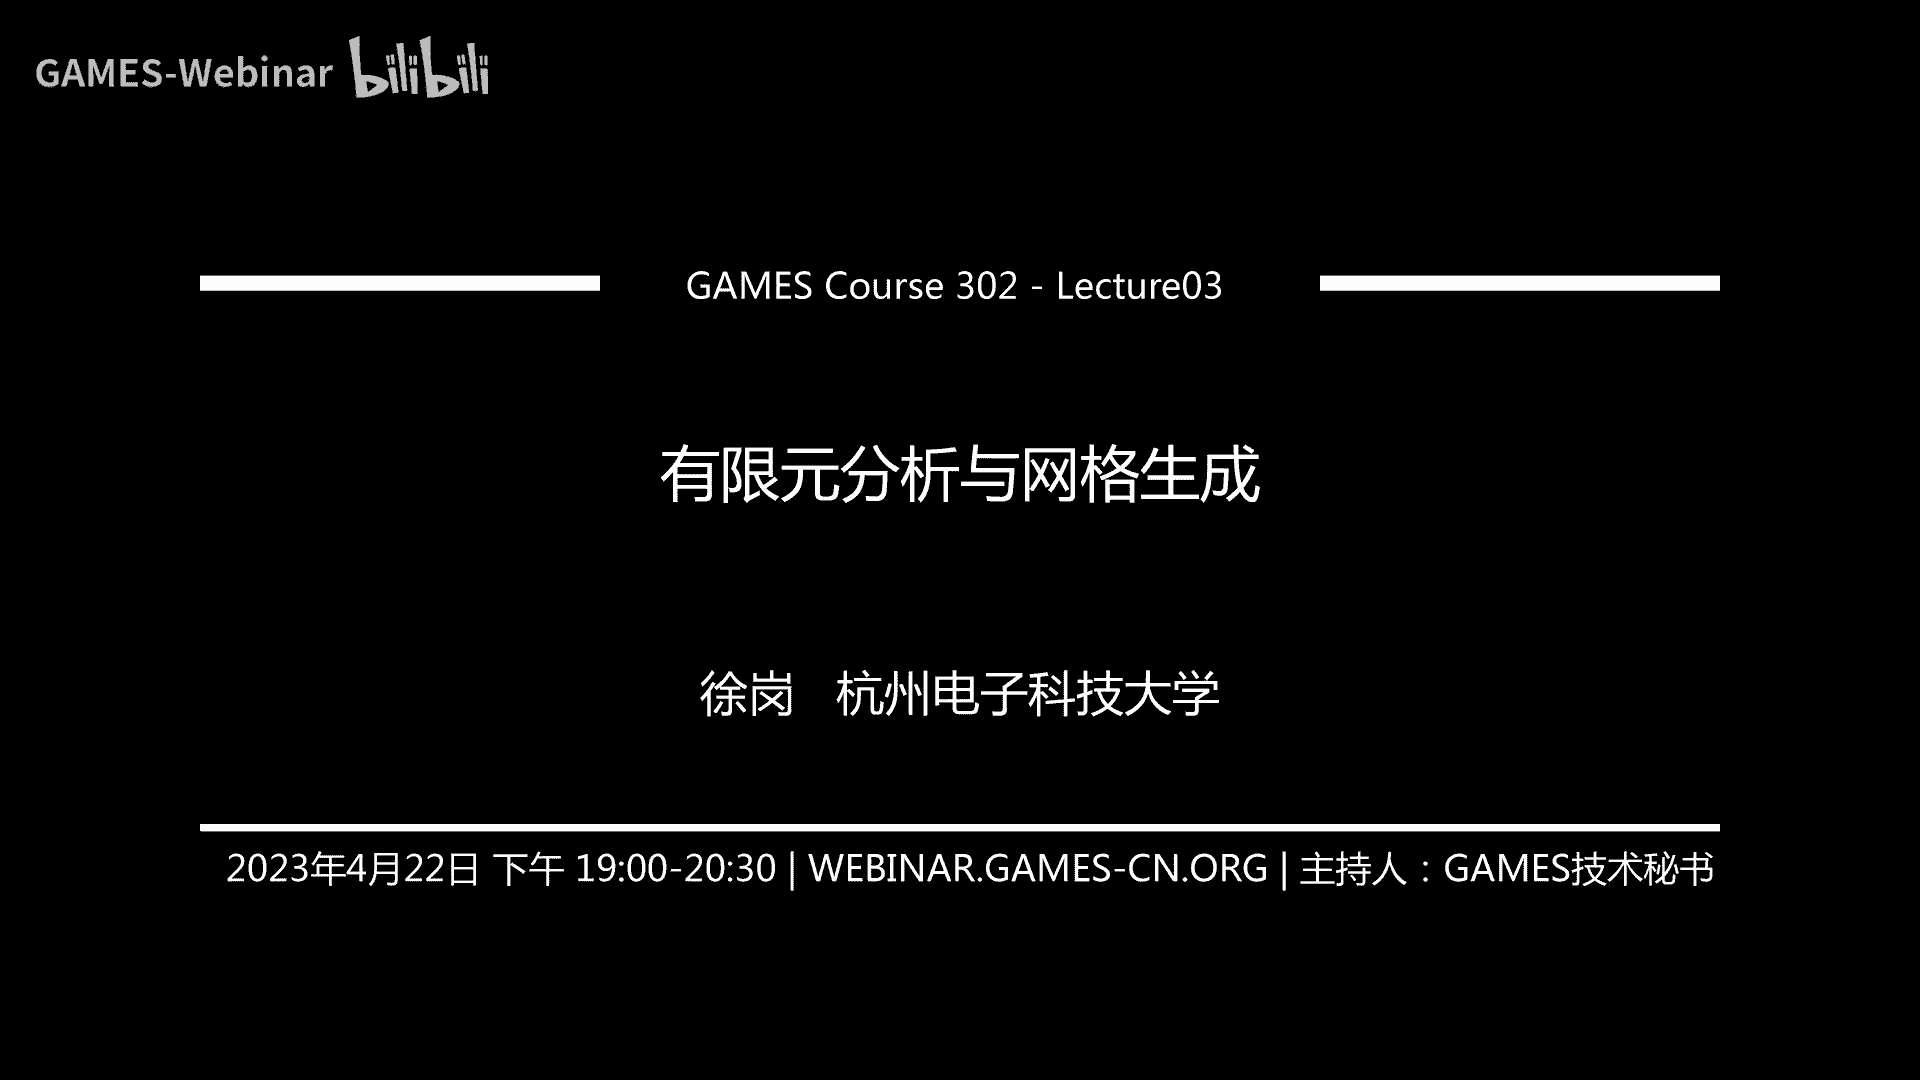 GAMES-Webinar bilibili
GAMES Course 302 - Lecture03
有限元分析与网格生成
徐岗 杭州电子科技大学
2023年4月22日 下午 19:00-20:30 | WEBINAR.GAMES-CN.ORG | 主持人：GAMES技术秘书